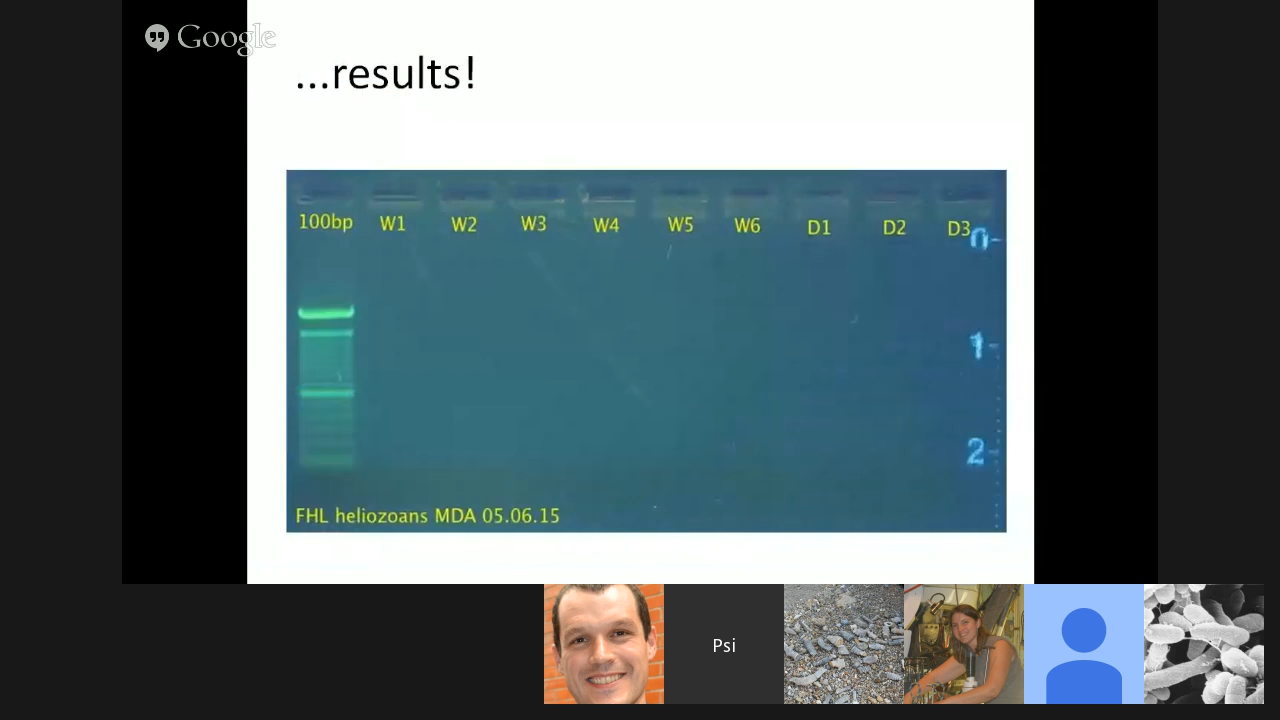 Google
...results!
100bp W1 W2 W3 W4 W5 W6 D1 D2 D3
0
1
2
FHL heliozoans MDA 05.06.15
Psi